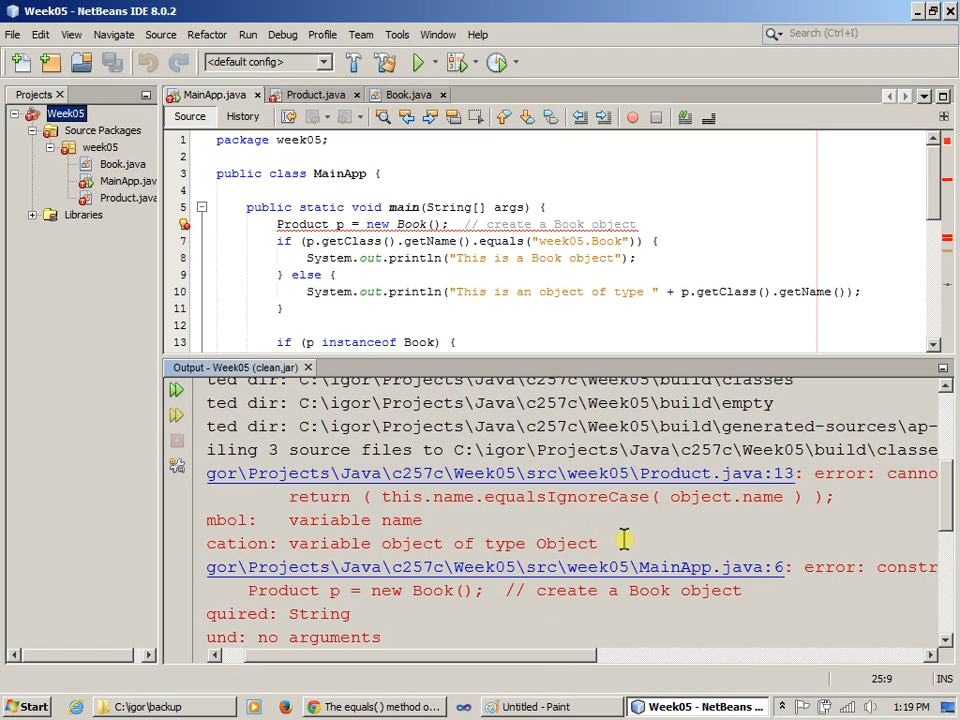 Week05 - NetBeans IDE 8.0.2
File Edit View Navigate Source Refactor Run Debug Profile Team Tools Window Help
Search (Ctrl+I)
<default config>
Projects
MainApp.java Product.java Book.java
Week05
Source Packages
week05
Book.java
MainApp.jav
Product.java
Libraries
Source History
1 package week05;
2
3 public class MainApp {
4
5 public static void main(String[] args) {
Product p = new Book(); // create a Book object
7 if (p.getClass().getName().equals("week05.Book")) {
8 System.out.println("This is a Book object");
9 } else {
10 System.out.println("This is an object of type " + p.getClass().getName());
11 }
12
13 if (p instanceof Book) {
Output - Week05 (clean,jar)
ted dir: C:\igor\Projects\Java\c257c\Week05\build\classes
ted dir: C:\igor\Projects\Java\c257c\Week05\build\empty
ted dir: C:\igor\Projects\Java\c257c\Week05\build\generated-sources\ap-
iling 3 source files to C:\igor\Projects\Java\c257c\Week05\build\classe
gor\Projects\Java\c257c\Week05\src\week05\Product.java:13: error: canno
return ( this.name.equalsIgnoreCase( object.name ) );
mbol: variable name
cation: variable object of type Object
gor\Projects\Java\c257c\Week05\src\week05\MainApp.java:6: error: constr
Product p = new Book(); // create a Book object
quired: String
und: no arguments
25:9 INS
Start C:\igor\backup The equals( ) method o... Untitled - Paint Week05 - NetBeans ... 1:19 PM